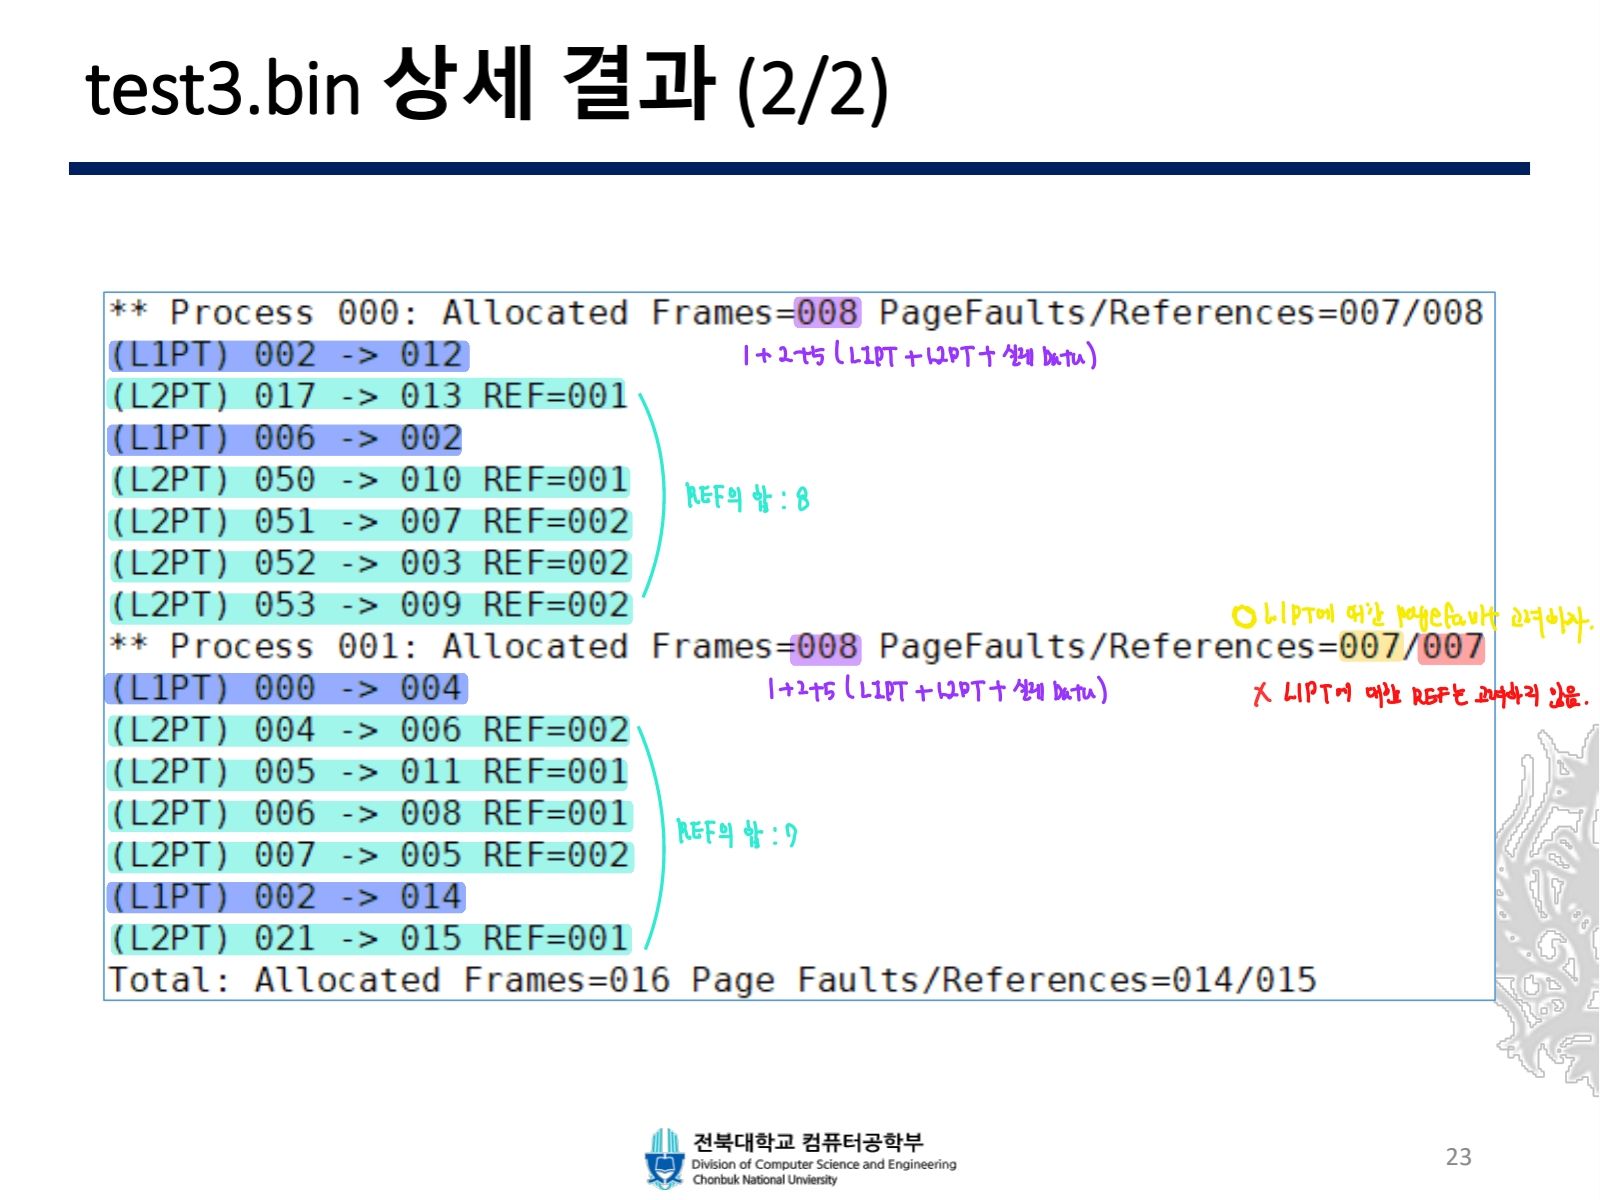 test3.bin 상세 결과 (2/2)
** Process 000: Allocated Frames=008 PageFaults/References=007/008
(L1PT) 002 -> 012
1+2+5 (L1PT + L2PT + 실제 Data)
(L2PT) 017 -> 013 REF=001
(L1PT) 006 -> 002
(L2PT) 050 -> 010 REF=001
REF의 합 : 8
(L2PT) 051 -> 007 REF=002
(L2PT) 052 -> 003 REF=002
(L2PT) 053 -> 009 REF=002
O L1PT에 대한 pagefault 고려하자.
** Process 001: Allocated Frames=008 PageFaults/References=007/007
(L1PT) 000 -> 004
1+2+5 (L1PT + L2PT + 실제 Data)
X L1PT에 대한 REF는 고려하지 않음.
(L2PT) 004 -> 006 REF=002
(L2PT) 005 -> 011 REF=001
(L2PT) 006 -> 008 REF=001
REF의 합 : 7
(L2PT) 007 -> 005 REF=002
(L1PT) 002 -> 014
(L2PT) 021 -> 015 REF=001
Total: Allocated Frames=016 Page Faults/References=014/015
전북대학교 컴퓨터공학부
Division of Computer Science and Engineering
Chonbuk National Unviersity
23